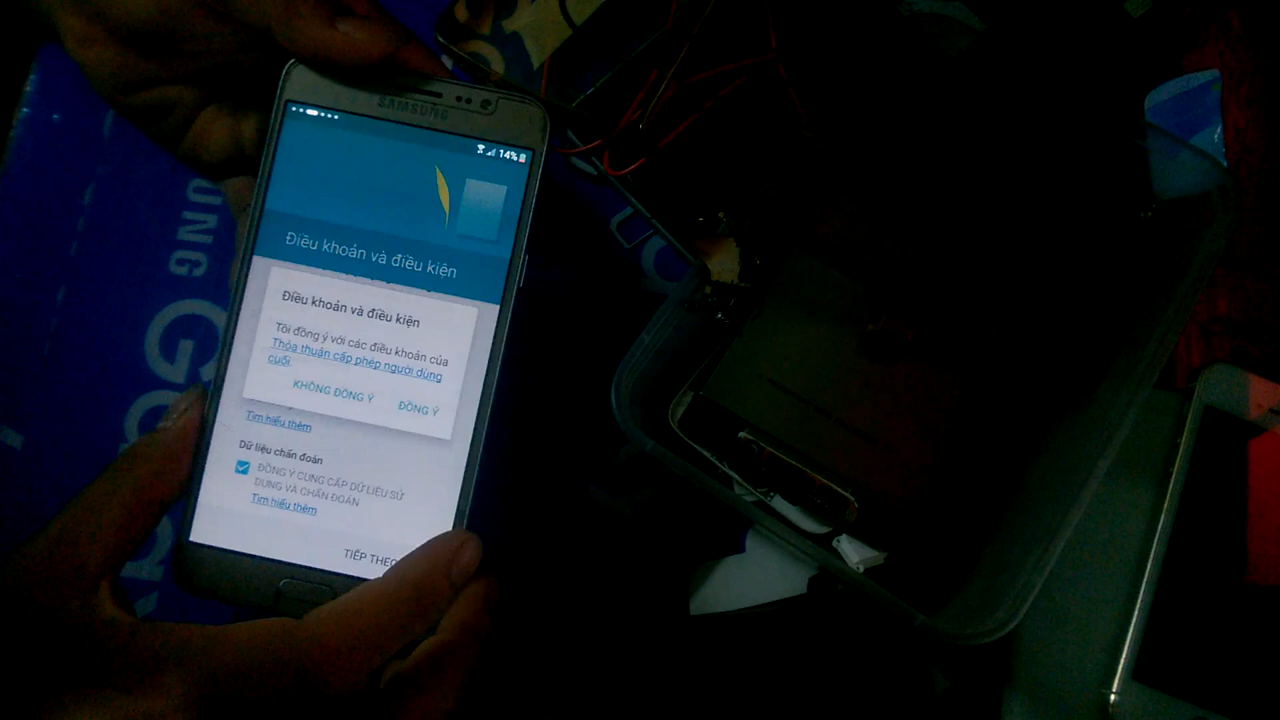 SAMSUNG
14%
Điều khoản và điều kiện
Điều khoản và điều kiện
Tôi đồng ý với các điều khoản của
Thỏa thuận cấp phép người dùng
cuối.
KHÔNG ĐỒNG Ý ĐỒNG Ý
Tìm hiểu thêm
Dữ liệu chẩn đoán
ĐỒNG Ý CUNG CẤP DỮ LIỆU SỬ
DỤNG VÀ CHẨN ĐOÁN
Tìm hiểu thêm
TIẾP THEO
UNG